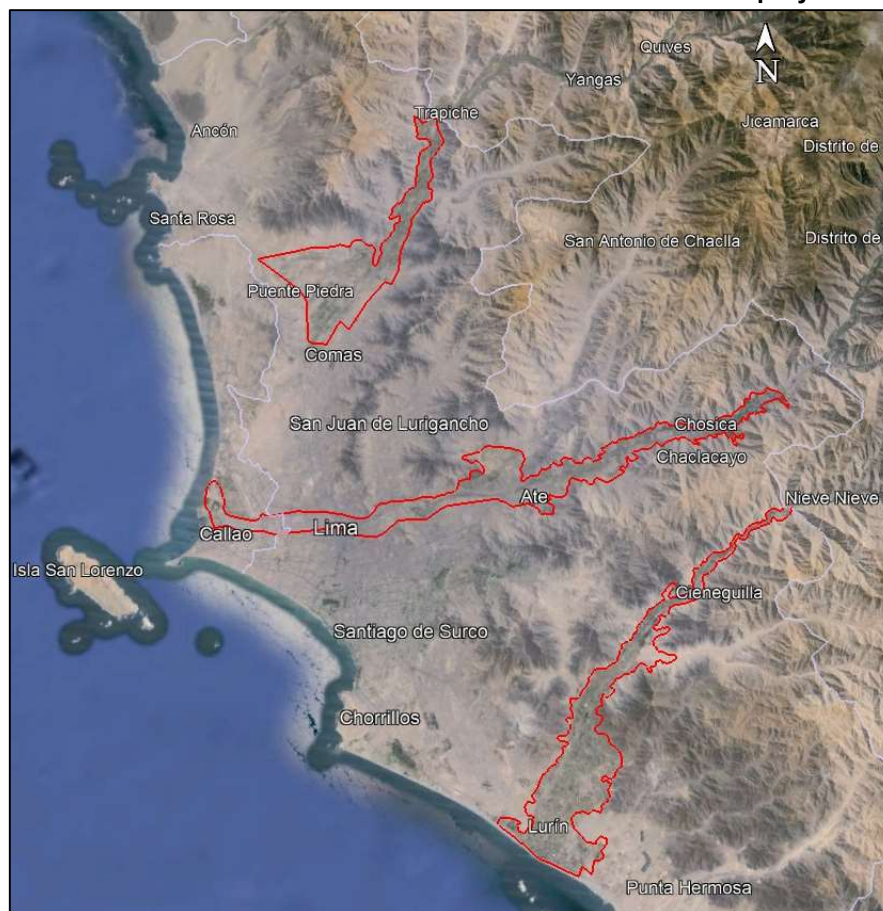 Quives
Yangas
N
Trapiche
Jicamarca
Ancón
Distrito de
Santa Rosa
San Antonio de Chaclla
Distrito de
Puente Piedra
Comas
San Juan de Lurigancho
Chosica
Chaclacayo
Ate
Nieve Nieve
Callao
Lima
Isla San Lorenzo
Cieneguilla
Santiago de Surco
Chorrillos
Lurín
Punta Hermosa